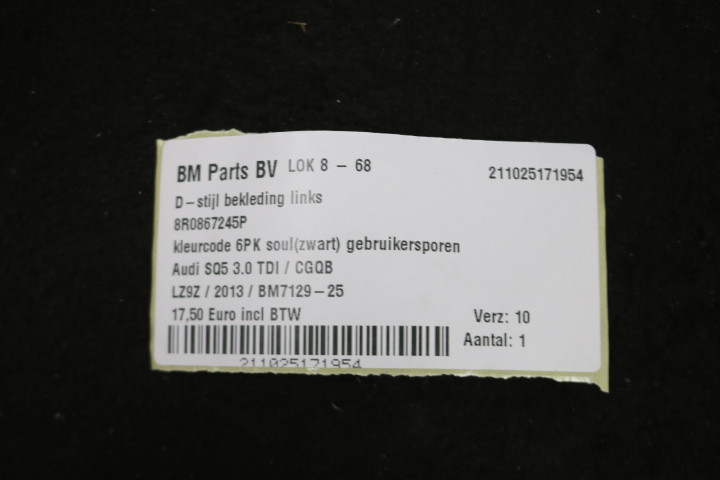 BM Parts BV LOK 8 - 68 211025171954
D-stijl bekleding links
8R0867245P
kleurcode 6PK soul(zwart) gebruikersporen
Audi SQ5 3.0 TDI / CGQB
LZ9Z / 2013 / BM7129-25
17,50 Euro incl BTW Verz: 10
Aantal: 1
211025171954